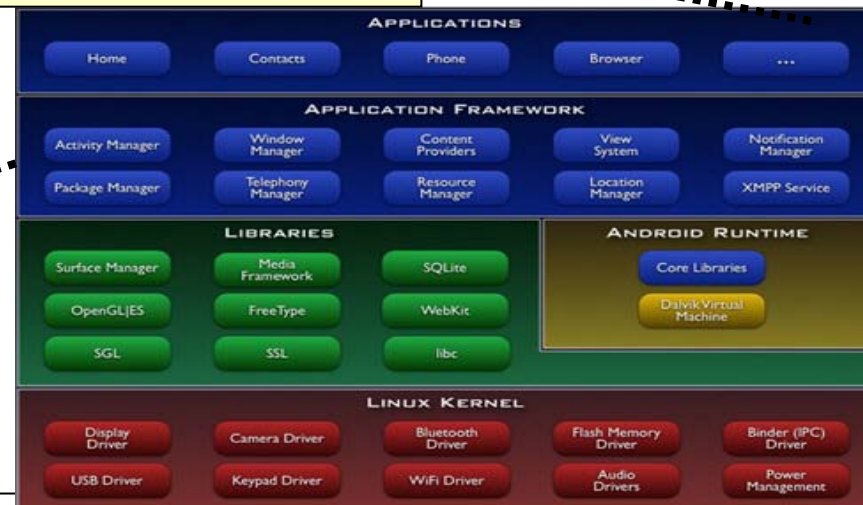 APPLICATIONS
Home
Contacts
Phone
Browser
...
APPLICATION FRAMEWORK
Activity Manager
Window
Manager
Content
Providers
View
System
Notification
Manager
Package Manager
Telephony
Manager
Resource
Manager
Location
Manager
XMPP Service
LIBRARIES
Surface Manager
Media
Framework
SQLite
OpenGL|ES
FreeType
WebKit
SGL
SSL
libc
ANDROID RUNTIME
Core Libraries
Dalvik Virtual
Machine
LINUX KERNEL
Display
Driver
Camera Driver
Bluetooth
Driver
Flash Memory
Driver
Binder (IPC)
Driver
USB Driver
Keypad Driver
WiFi Driver
Audio
Drivers
Power
Management